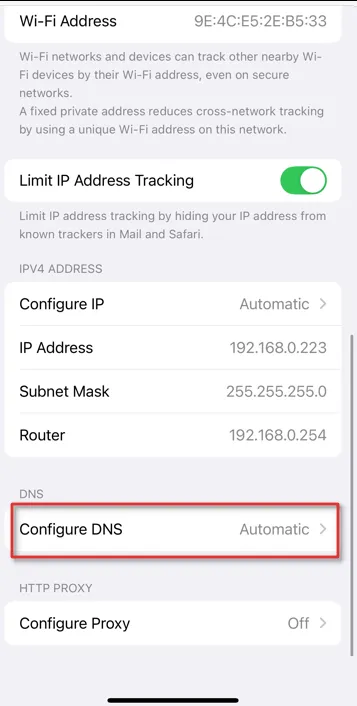 Wi-Fi Address 9E:4C:E5:2E:B5:33
Wi-Fi networks and devices can track other nearby Wi-
Fi devices by their Wi-Fi address, even on secure
networks.
A fixed private address reduces cross-network tracking
by using a unique Wi-Fi address on this network.
Limit IP Address Tracking
Limit IP address tracking by hiding your IP address from
known trackers in Mail and Safari.
IPV4 ADDRESS
Configure IP Automatic
IP Address 192.168.0.223
Subnet Mask 255.255.255.0
Router 192.168.0.254
DNS
Configure DNS Automatic
HTTP PROXY
Configure Proxy Off